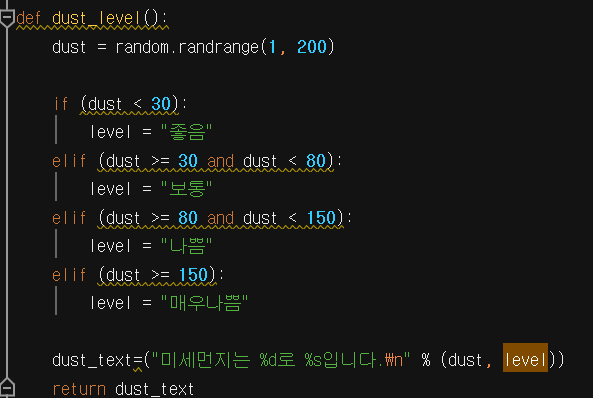 def dust_level():
    dust = random.randrange(1, 200)

    if (dust < 30):
        level = "좋음"
    elif (dust >= 30 and dust < 80):
        level = "보통"
    elif (dust >= 80 and dust < 150):
        level = "나쁨"
    elif (dust >= 150):
        level = "매우나쁨"

    dust_text=("미세먼지는 %d로 %s입니다.₩n" % (dust, level))
    return dust_text